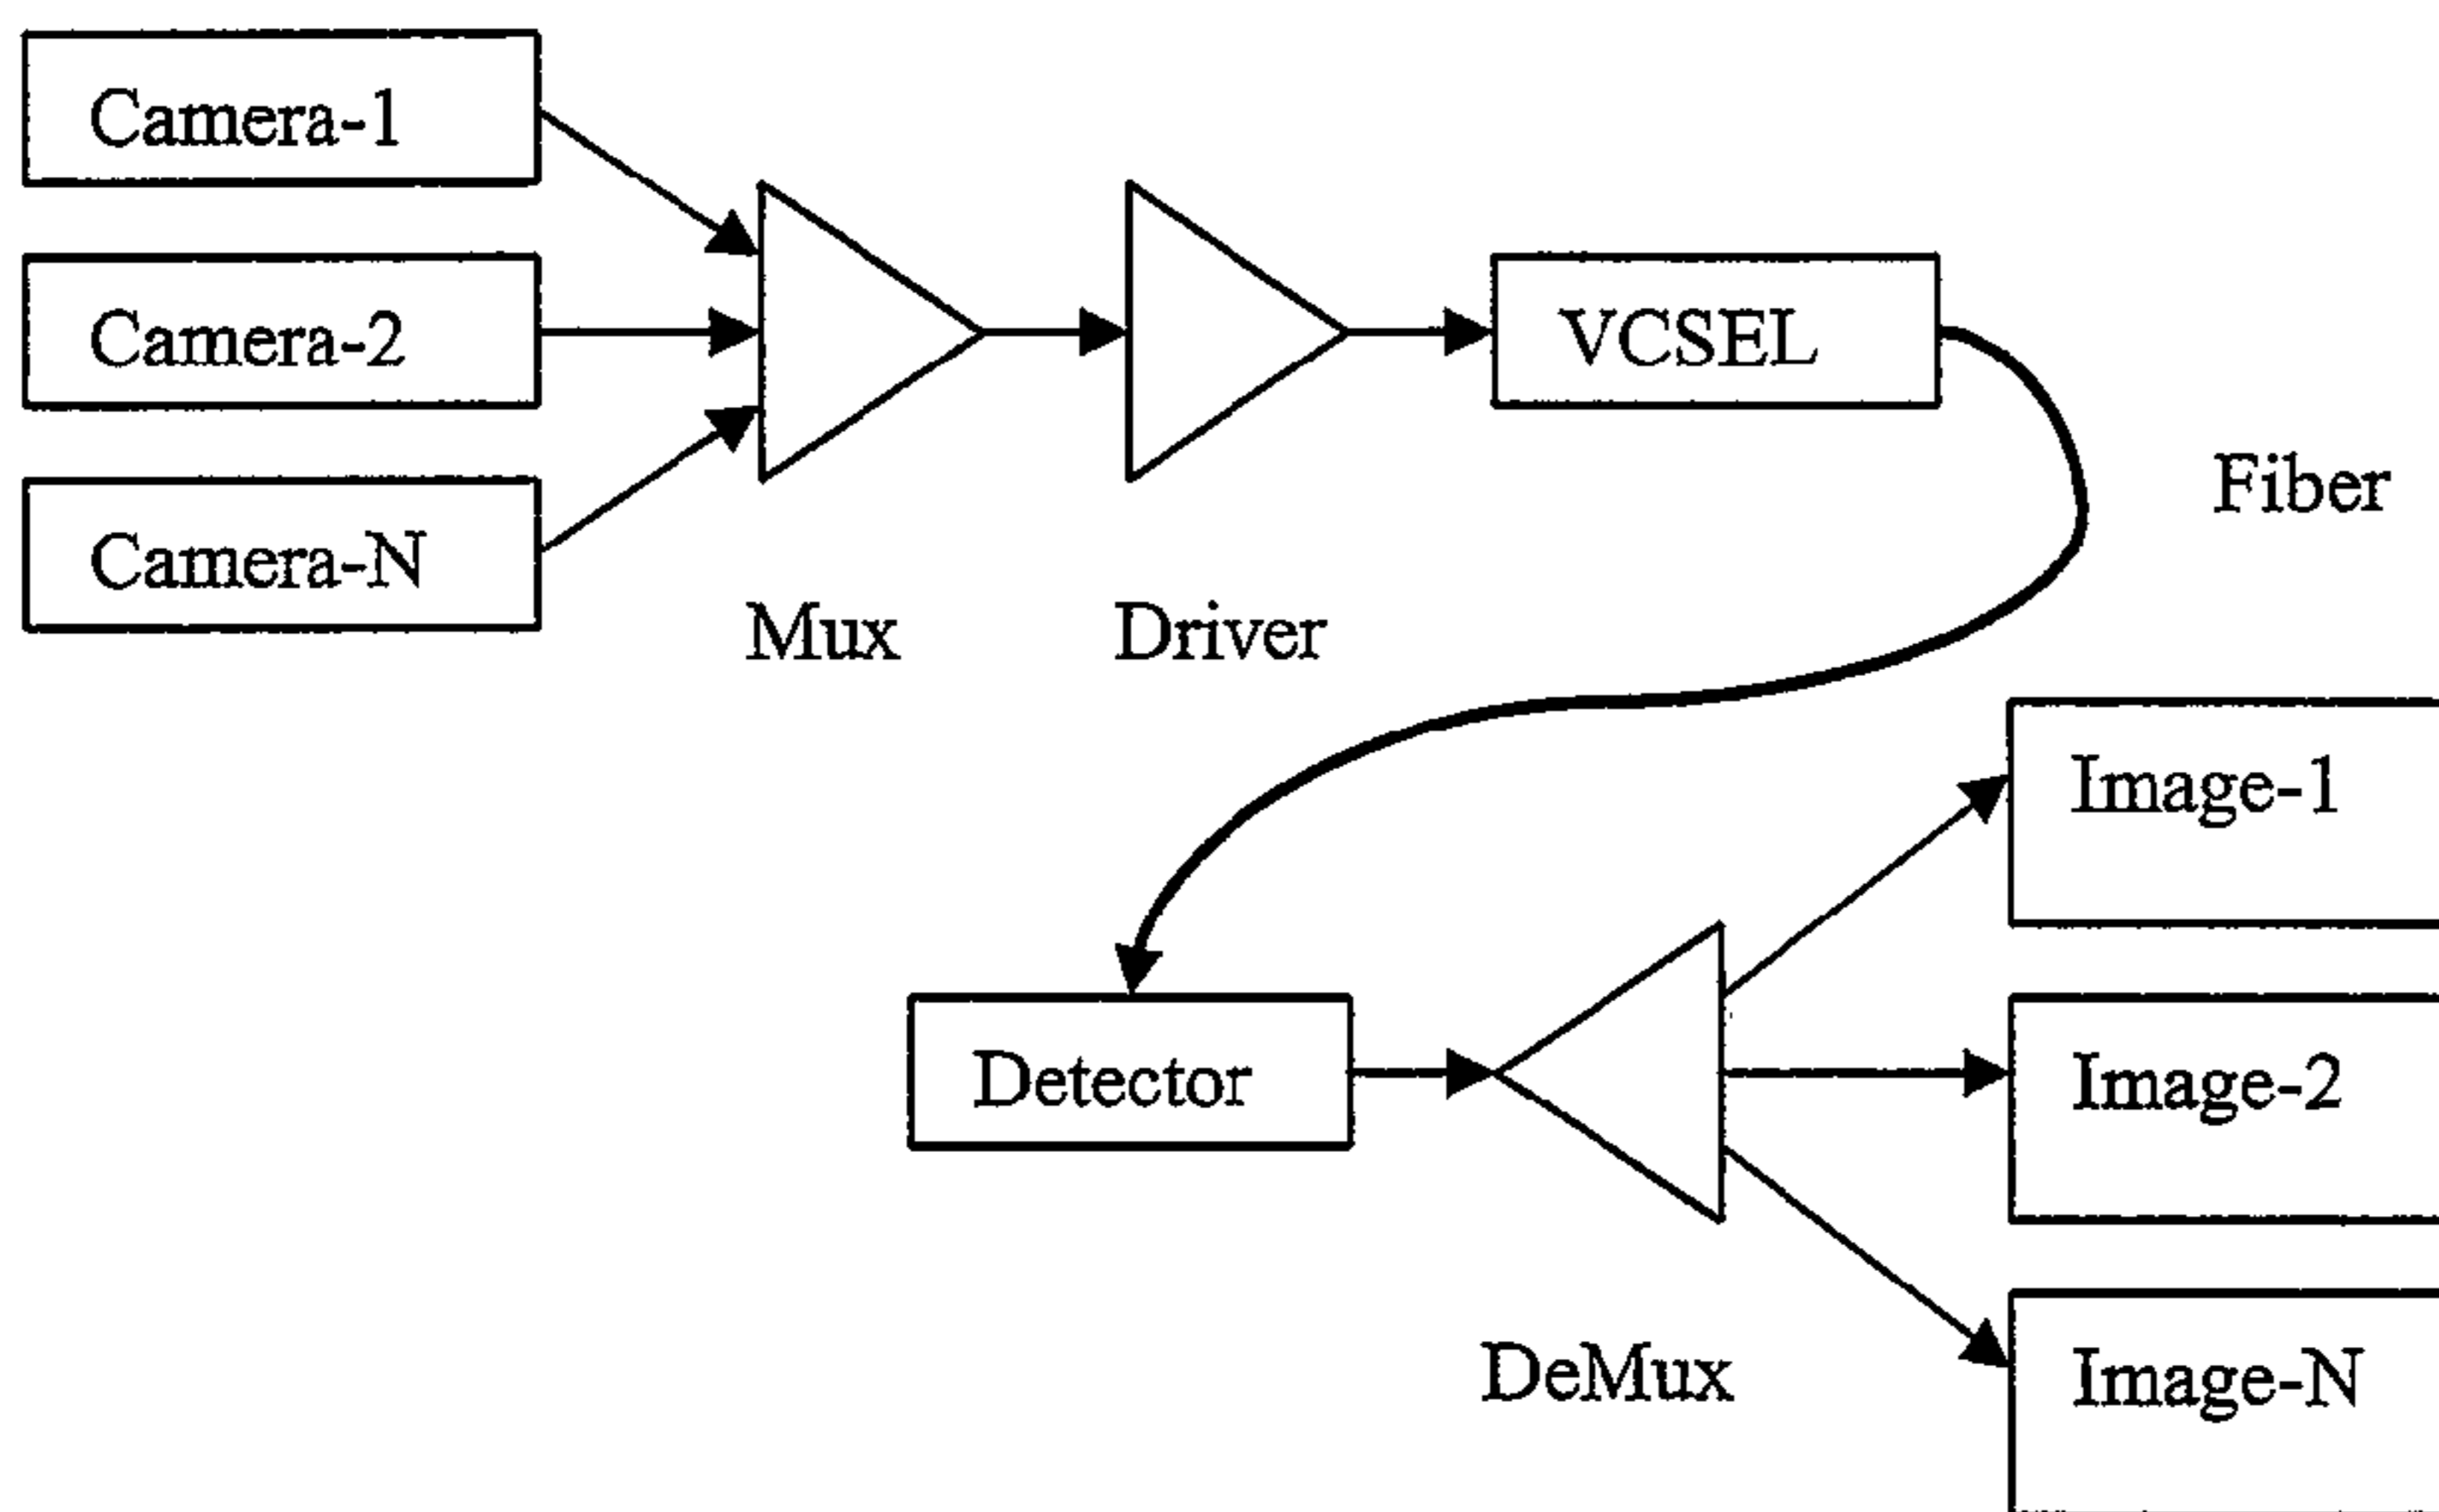 Camera-1
Camera-2
Camera-N
Mux
Driver
VCSEL
Fiber
Detector
DeMux
Image-1
Image-2
Image-N